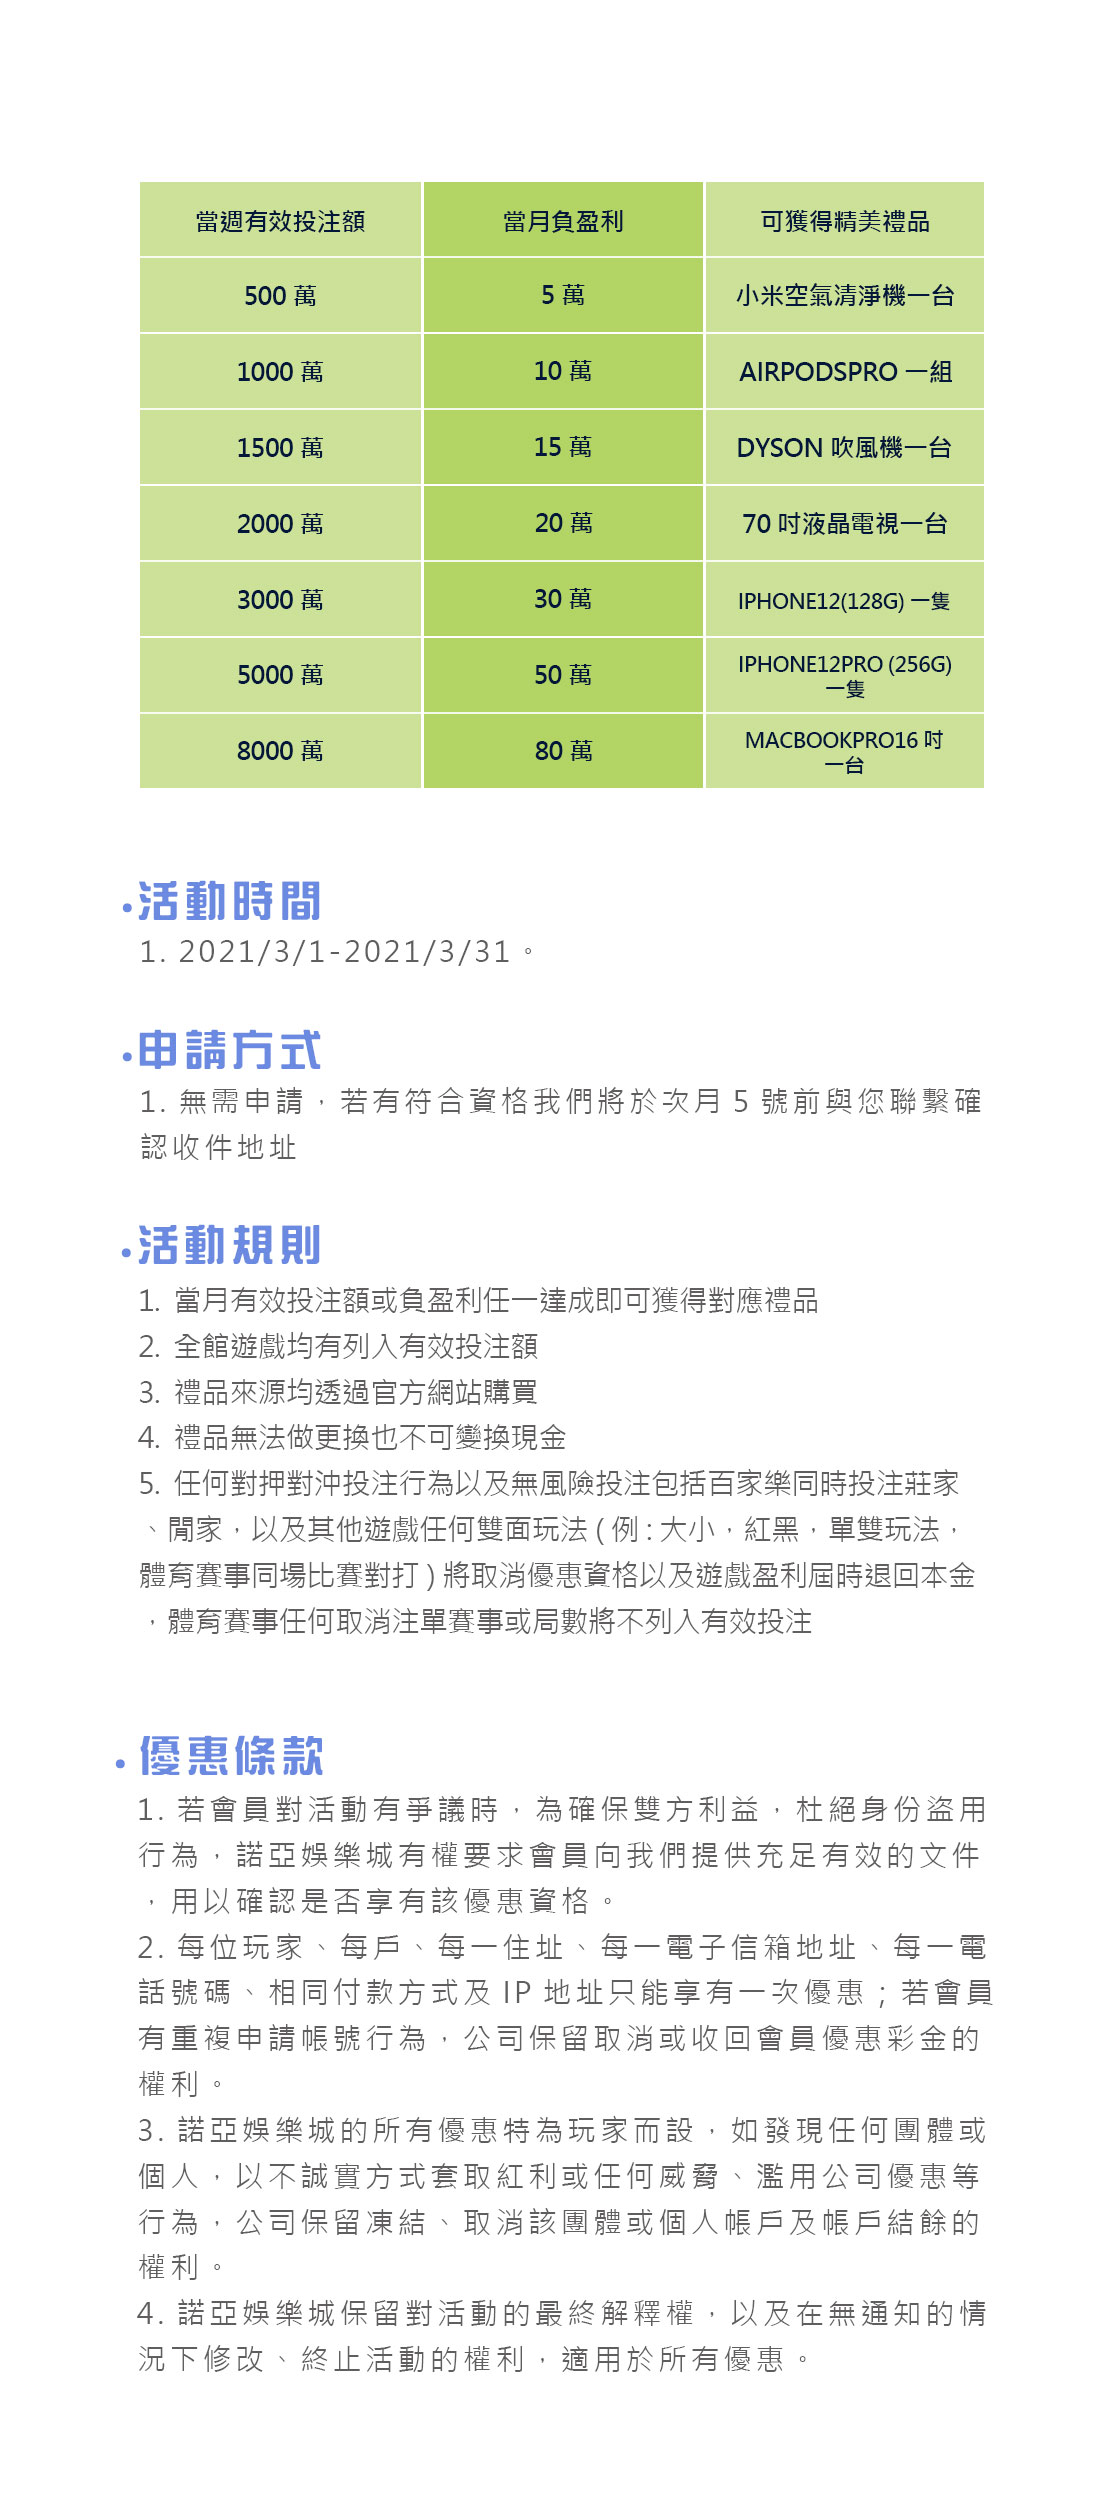 當週有效投注額 當月負盈利 可獲得精美禮品
500 萬 5 萬 小米空氣清淨機一台
1000 萬 10 萬 AIRPODSPRO 一組
1500 萬 15 萬 DYSON 吹風機一台
2000 萬 20 萬 70 吋液晶電視一台
3000 萬 30 萬 IPHONE12(128G) 一隻
5000 萬 50 萬 IPHONE12PRO (256G)
一隻
8000 萬 80 萬 MACBOOKPRO16 吋
一台
•活動時間
1. 2021/3/1-2021/3/31。
•申請方式
1. 無需申請，若有符合資格我們將於次月 5 號前與您聯繫確
認收件地址
•活動規則
1. 當月有效投注額或負盈利任一達成即可獲得對應禮品
2. 全館遊戲均有列入有效投注額
3. 禮品來源均透過官方網站購買
4. 禮品無法做更換也不可變換現金
5. 任何對押對沖投注行為以及無風險投注包括百家樂同時投注莊家
、閒家，以及其他遊戲任何雙面玩法 ( 例 : 大小，紅黑，單雙玩法，
體育賽事同場比賽對打 ) 將取消優惠資格以及遊戲盈利屆時退回本金
，體育賽事任何取消注單賽事或局數將不列入有效投注
•優惠條款
1. 若會員對活動有爭議時，為確保雙方利益，杜絕身份盜用
行為，諾亞娛樂城有權要求會員向我們提供充足有效的文件
，用以確認是否享有該優惠資格。
2. 每位玩家、每戶、每一住址、每一電子信箱地址、每一電
話號碼、相同付款方式及 IP 地址只能享有一次優惠；若會員
有重複申請帳號行為，公司保留取消或收回會員優惠彩金的
權利。
3. 諾亞娛樂城的所有優惠特為玩家而設，如發現任何團體或
個人，以不誠實方式套取紅利或任何威脅、濫用公司優惠等
行為，公司保留凍結、取消該團體或個人帳戶及帳戶結餘的
權利。
4. 諾亞娛樂城保留對活動的最終解釋權，以及在無通知的情
況下修改、終止活動的權利，適用於所有優惠。